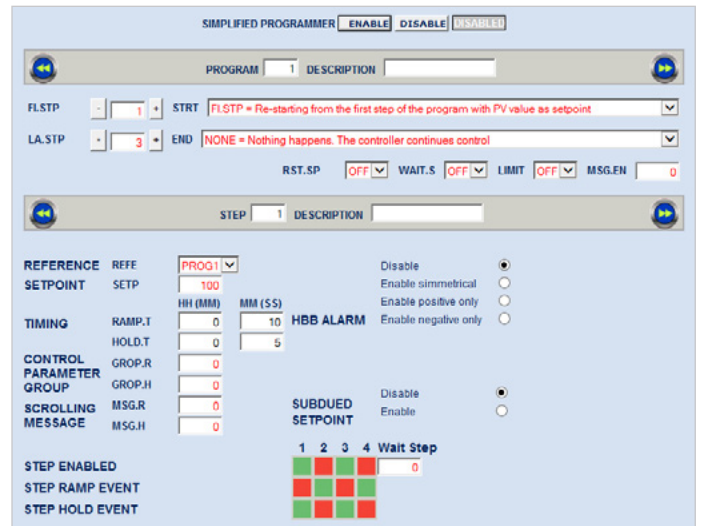 SIMPLIFIED PROGRAMMER ENABLE DISABLE DISABLED
PROGRAM 1 DESCRIPTION
FI.STP - 1 + STRT FI.STP = Re-starting from the first step of the program with PV value as setpoint
LA.STP - 3 + END NONE = Nothing happens. The controller continues control
RST.SP OFF WAIT.S OFF LIMIT OFF MSG.EN 0
STEP 1 DESCRIPTION
REFERENCE REFE PROG1 Disable
SETPOINT SETP 100 Enable simmetrical
HH (MM) MM (SS) Enable positive only
TIMING RAMP.T 0 10 HBB ALARM Enable negative only
HOLD.T 0 5
CONTROL PARAMETER GROUP GROP.R 0
GROP.H 0 Disable
SCROLLING MESSAGE MSG.R 0 SUBDUED SETPOINT Enable
MSG.H 0
1 2 3 4 Wait Step
STEP ENABLED 0
STEP RAMP EVENT
STEP HOLD EVENT